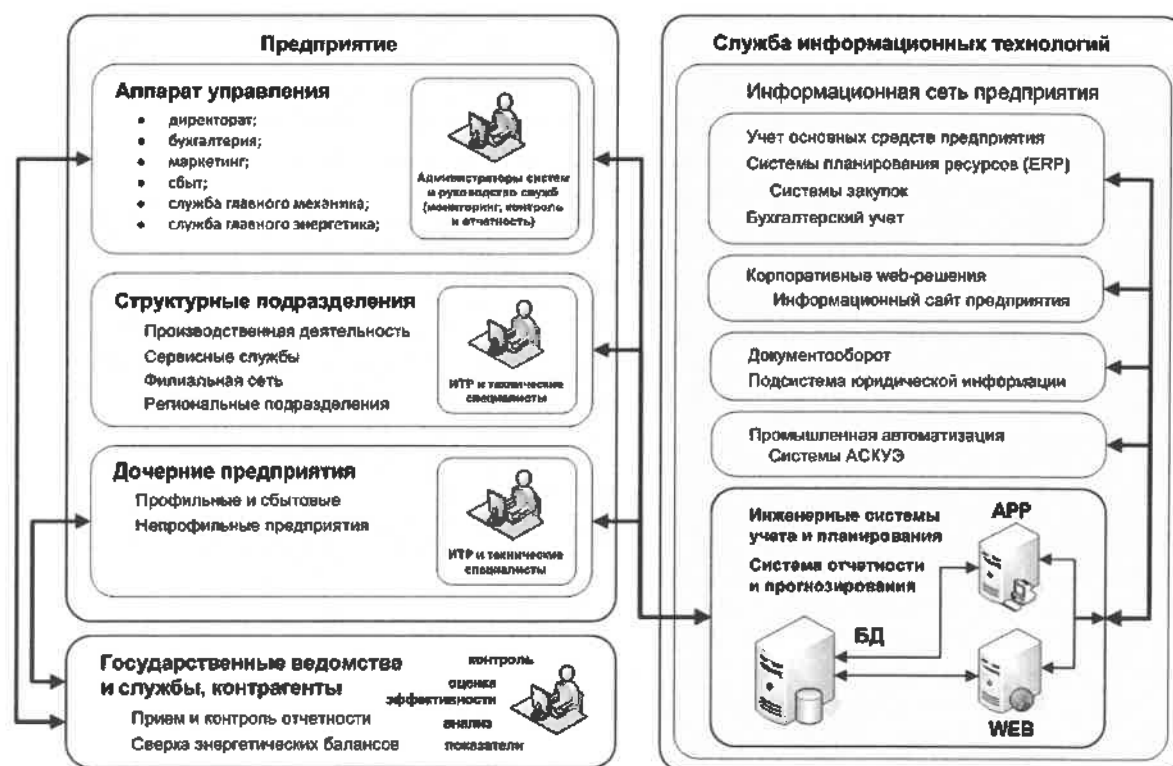 Предприятие
Аппарат управления
• директорат;
• бухгалтерия;
• маркетинг;
• сбыт;
• служба главного механика;
• служба главного энергетика;
Администраторы систем
и руководство служб
(мониторинг, контроль
и отчетность)
Структурные подразделения
Производственная деятельность
Сервисные службы
Филиальная сеть
Региональные подразделения
ИТР и технические
специалисты
Дочерние предприятия
Профильные и сбытовые
Непрофильные предприятия
ИТР и технические
специалисты
Государственные ведомства
и службы, контрагенты
Прием и контроль отчетности
Сверка энергетических балансов
контроль
оценка
эффективности
анализ
показатели
Служба информационных технологий
Информационная сеть предприятия
Учет основных средств предприятия
Системы планирования ресурсов (ERP)
Системы закупок
Бухгалтерский учет
Корпоративные web-решения
Информационный сайт предприятия
Документооборот
Подсистема юридической информации
Промышленная автоматизация
Системы АСКУЭ
Инженерные системы
учета и планирования
Система отчетности
и прогнозирования
APP
БД
WEB